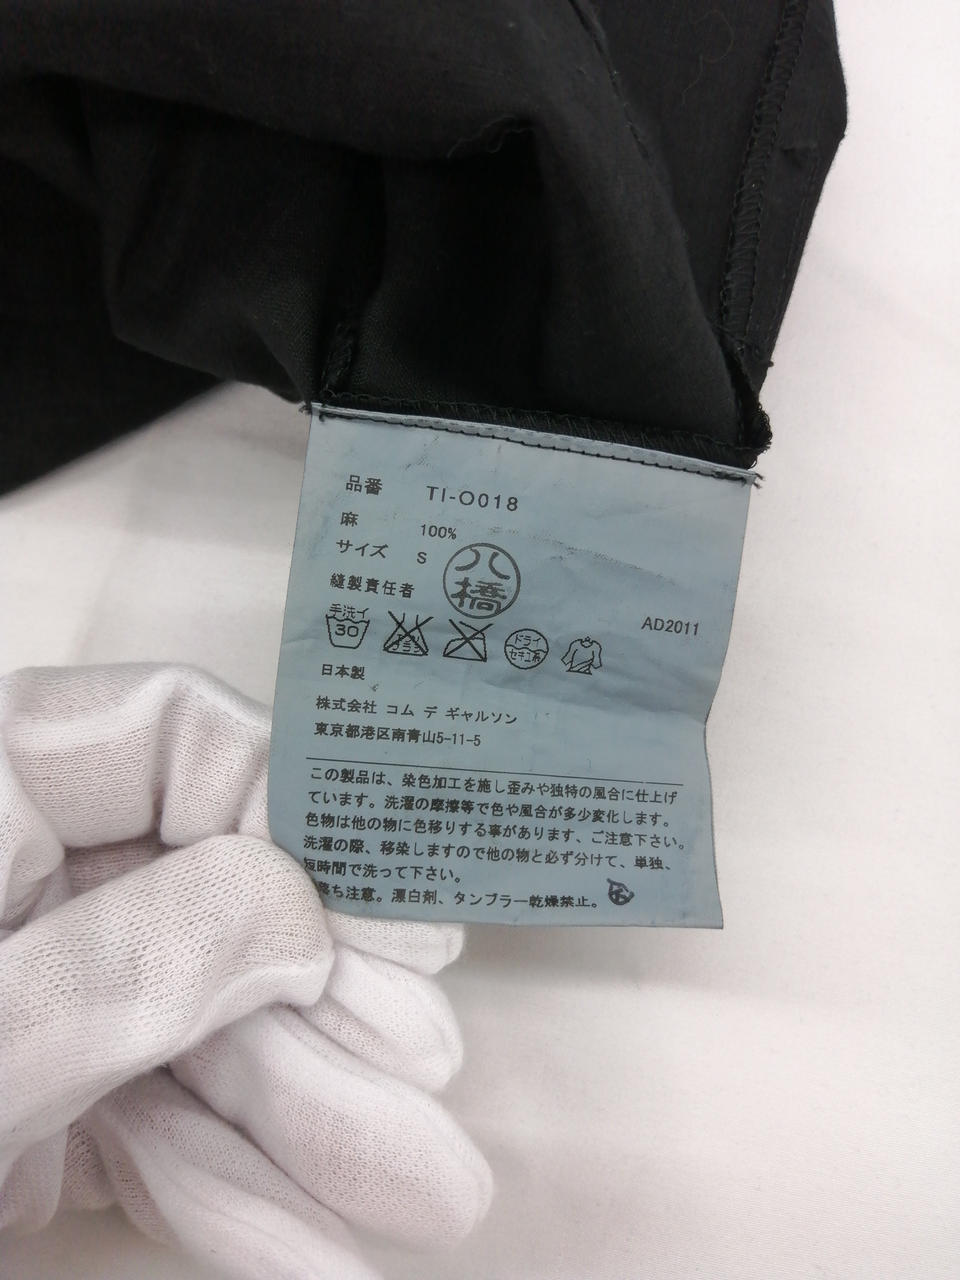 品番 TI-O018
麻 100%
サイズ S
縫製責任者 八橋
AD2011
手洗イ
30
ドライ
セキユ系
日本製
株式会社 コム デ ギャルソン
東京都港区南青山5-11-5
この製品は、染色加工を施し歪みや独特の風合に仕上げ
ています。洗濯の摩擦等で色や風合が多少変化します。
色物は他の物に色移りする事があります、ご注意下さい。
洗濯の際、移染しますので他の物と必ず分けて、単独、
短時間で洗って下さい。
落ち注意。漂白剤、タンブラー乾燥禁止。